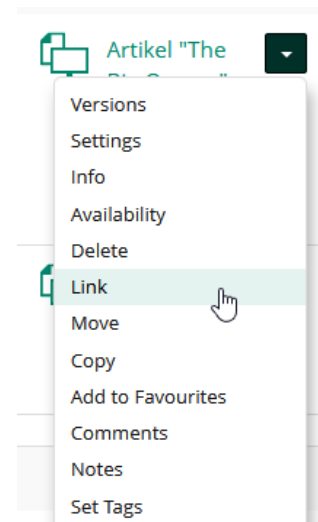 Artikel "The
Versions
Settings
Info
Availability
Delete
Link
Move
Copy
Add to Favourites
Comments
Notes
Set Tags